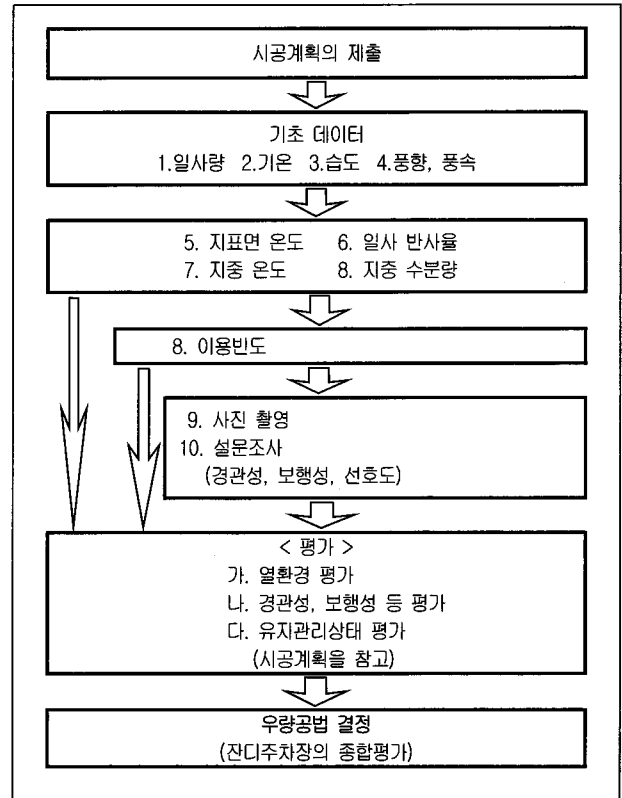 시공계획의 제출
기초 데이터
1.일사량 2.기온 3.습도 4.풍향, 풍속
5. 지표면 온도 6. 일사 반사율
7. 지중 온도 8. 지중 수분량
8. 이용빈도
9. 사진 촬영
10. 설문조사
(경관성, 보행성, 선호도)
< 평가 >
가. 열환경 평가
나. 경관성, 보행성 등 평가
다. 유지관리상태 평가
(시공계획을 참고)
우량공법 결정
(잔디주차장의 종합평가)